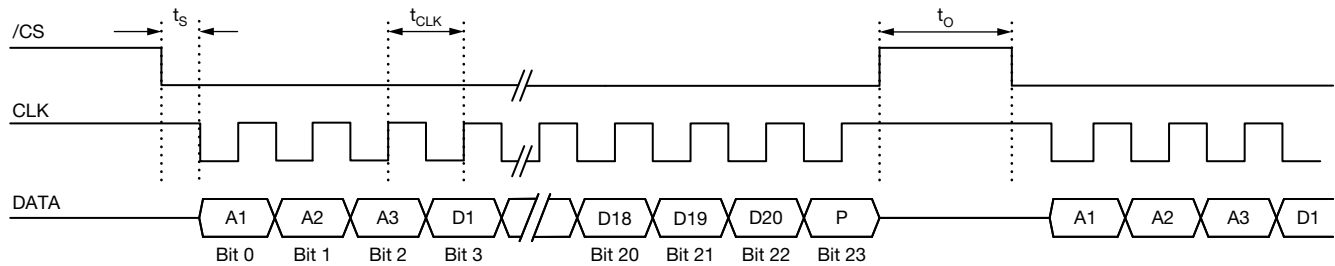 tS tCLK tO
/CS
CLK
DATA
A1 A2 A3 D1 D18 D19 D20 P A1 A2 A3 D1
Bit 0 Bit 1 Bit 2 Bit 3 Bit 20 Bit 21 Bit 22 Bit 23